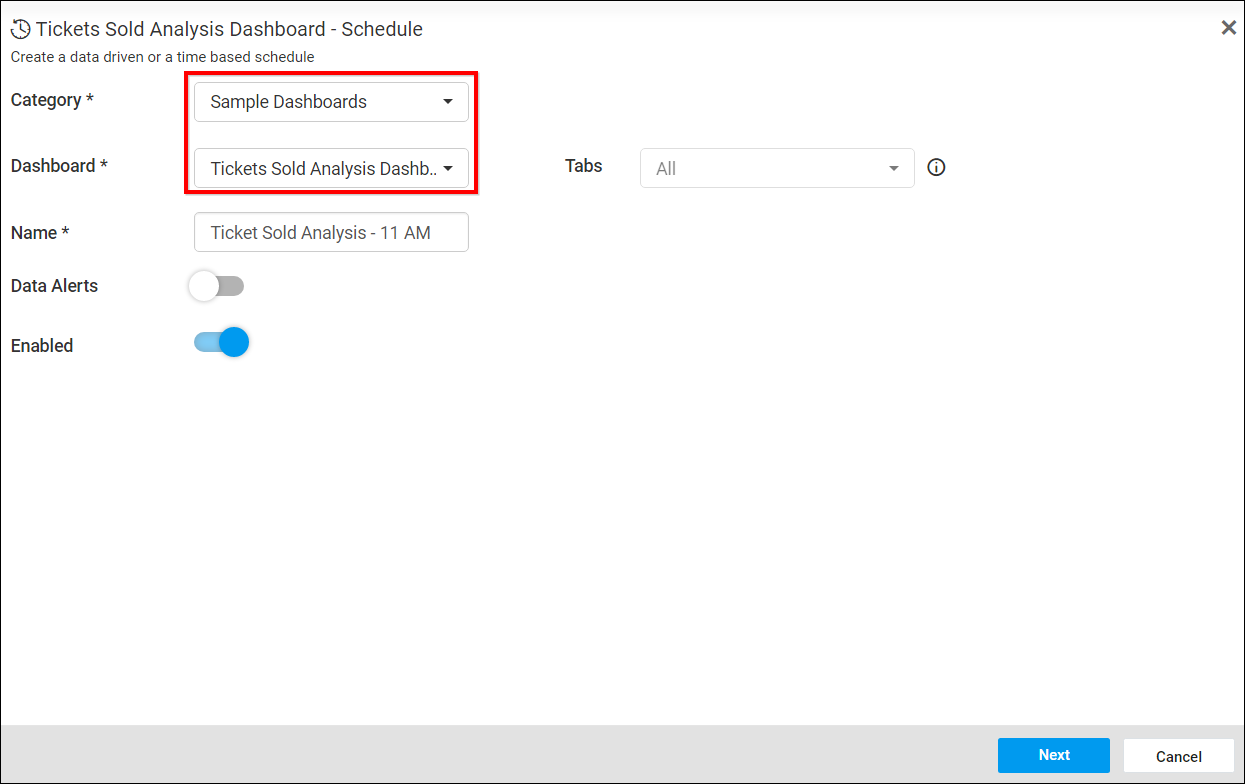 Tickets Sold Analysis Dashboard - Schedule
Create a data driven or a time based schedule
Category *
Sample Dashboards
Dashboard *
Tickets Sold Analysis Dashb..
Tabs
All
Name *
Ticket Sold Analysis - 11 AM
Data Alerts
Enabled
Next
Cancel